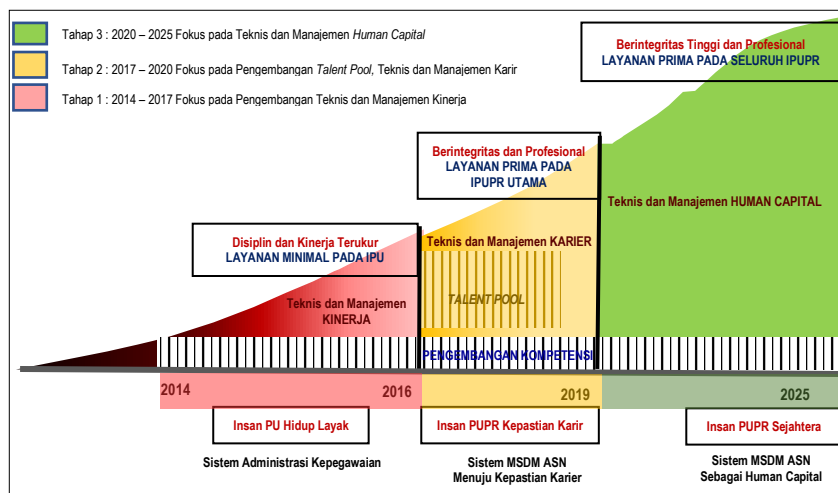 Tahap 3 : 2020 – 2025 Fokus pada Teknis dan Manajemen Human Capital
Tahap 2 : 2017 – 2020 Fokus pada Pengembangan Talent Pool, Teknis dan Manajemen Karir
Tahap 1 : 2014 – 2017 Fokus pada Pengembangan Teknis dan Manajemen Kinerja
Berintegritas Tinggi dan Profesional
LAYANAN PRIMA PADA SELURUH IPUPR
Berintegritas dan Profesional
LAYANAN PRIMA PADA
IPUPR UTAMA
Teknis dan Manajemen HUMAN CAPITAL
Disiplin dan Kinerja Terukur
LAYANAN MINIMAL PADA IPU
Teknis dan Manajemen KARIER
Teknis dan Manajemen
KINERJA
TALENT POOL
PENGEMBANGAN KOMPETENSI
2014
2016
2019
2025
Insan PU Hidup Layak
Insan PUPR Kepastian Karir
Insan PUPR Sejahtera
Sistem Administrasi Kepegawaian
Sistem MSDM ASN
Menuju Kepastian Karier
Sistem MSDM ASN
Sebagai Human Capital